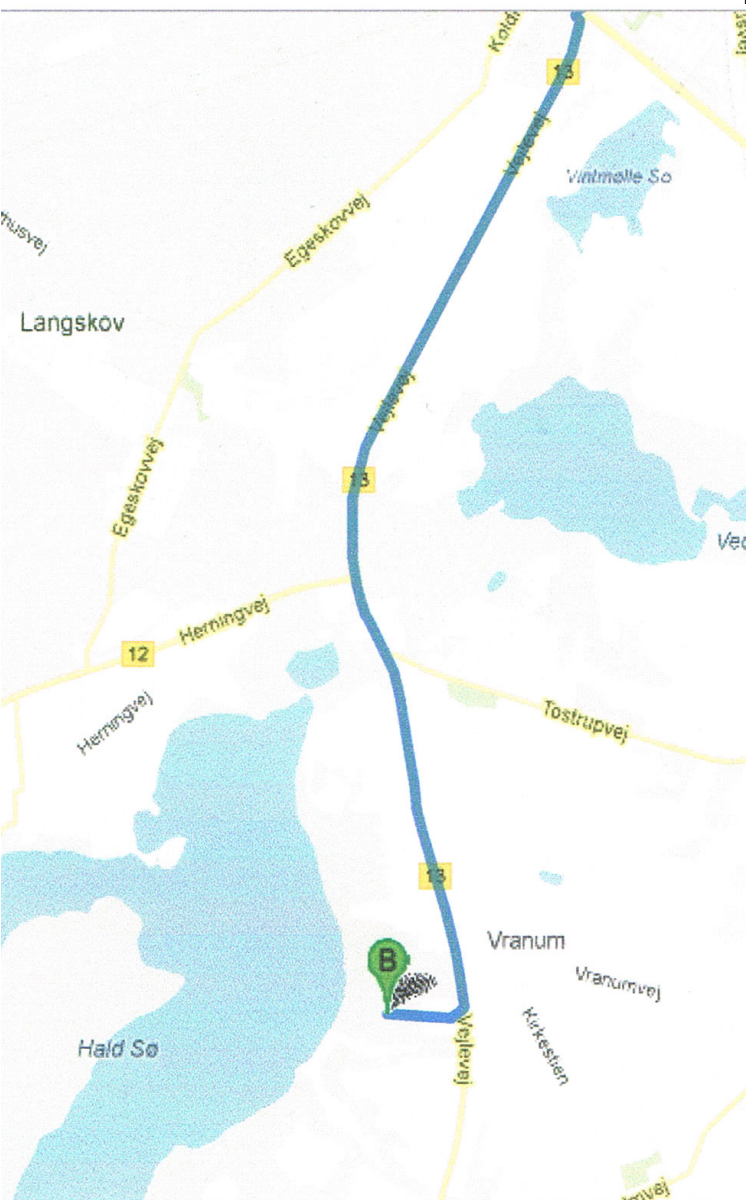 13
Vejlevej
Vintmølle Sø
Egeskovvej
Langskov
Vejlevej
13
Egeskovvej
Herningvej
12
Herningvej
Tostrupvej
13
Vranum
B
Vranumvej
Hald Sø
Vejlevej
Kirkestien